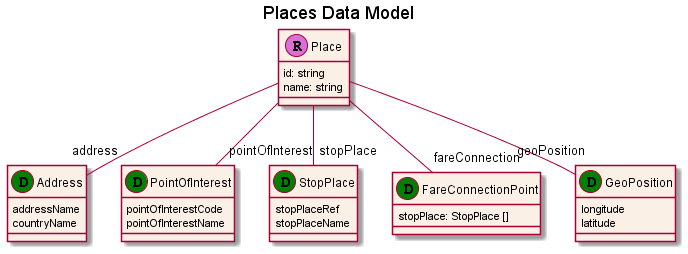 Places Data Model
R Place
id: string
name: string
address
pointOfInterest
stopPlace
fareConnection
geoPosition
D Address
addressName
countryName
D PointOfInterest
pointOfInterestCode
pointOfInterestName
D StopPlace
stopPlaceRef
stopPlaceName
D FareConnectionPoint
stopPlace: StopPlace []
D GeoPosition
longitude
latitude